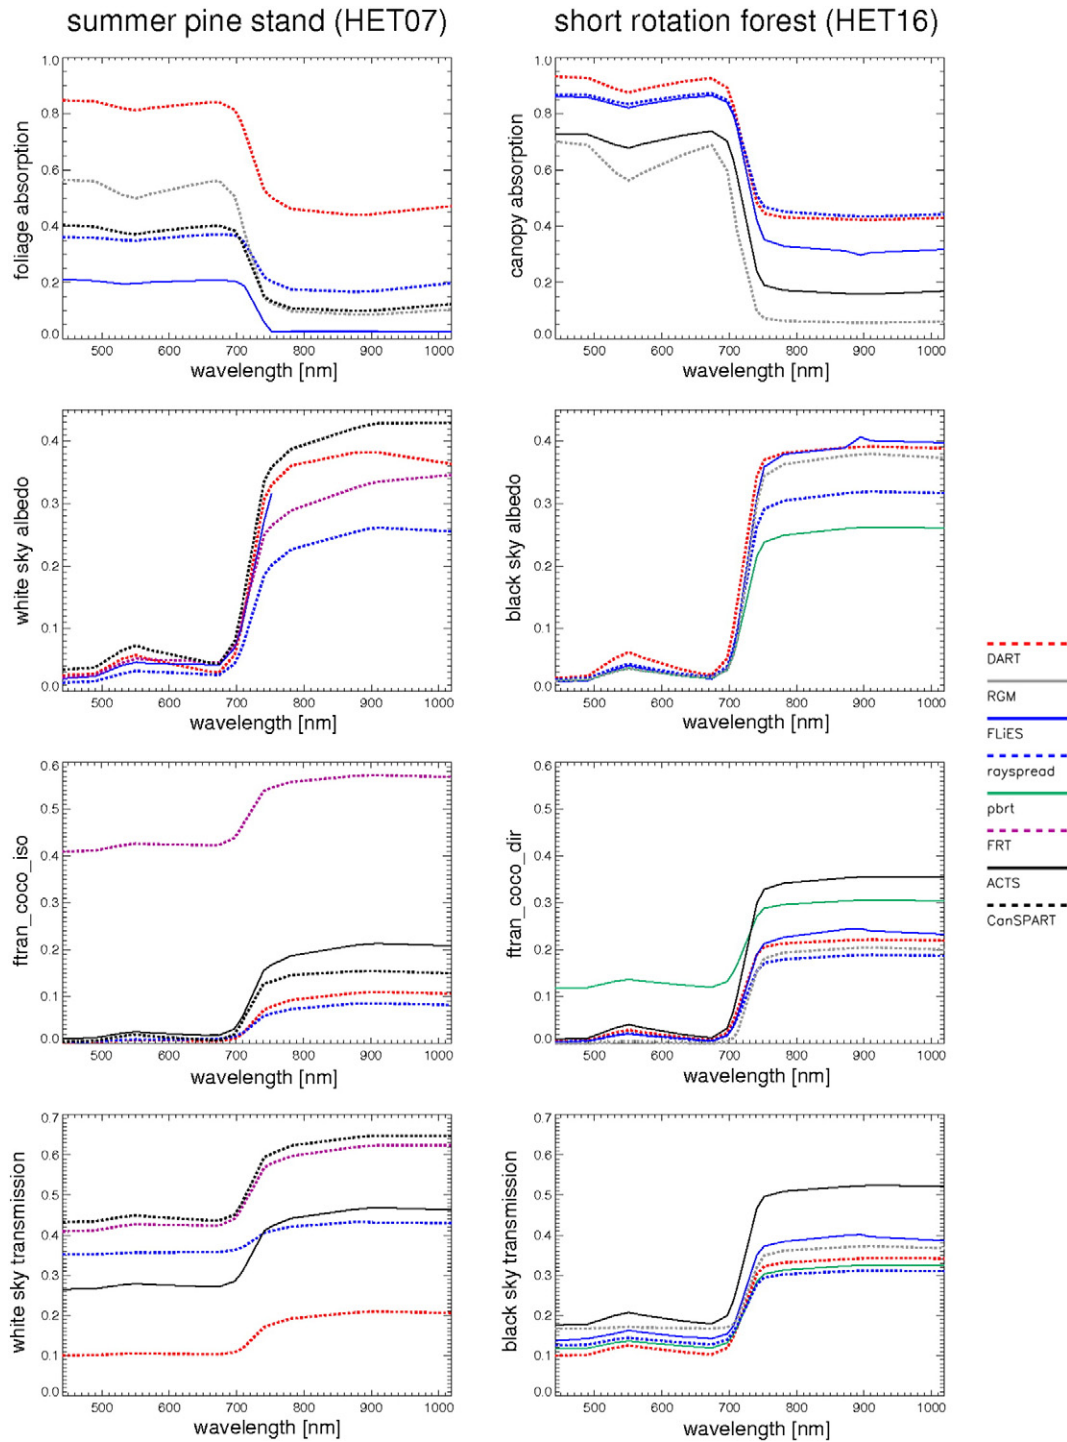 summer pine stand (HET07)
short rotation forest (HET16)
foliage absorption
1.0
0.8
0.6
0.4
0.2
0.0
500 600 700 800 900 1000
wavelength [nm]
canopy absorption
1.0
0.8
0.6
0.4
0.2
0.0
500 600 700 800 900 1000
wavelength [nm]
white sky albedo
0.4
0.3
0.2
0.1
0.0
500 600 700 800 900 1000
wavelength [nm]
black sky albedo
0.4
0.3
0.2
0.1
0.0
500 600 700 800 900 1000
wavelength [nm]
ftran_coco_iso
0.6
0.5
0.4
0.3
0.2
0.1
0.0
500 600 700 800 900 1000
wavelength [nm]
ftran_coco_dir
0.6
0.5
0.4
0.3
0.2
0.1
0.0
500 600 700 800 900 1000
wavelength [nm]
white sky transmission
0.7
0.6
0.5
0.4
0.3
0.2
0.1
0.0
500 600 700 800 900 1000
wavelength [nm]
black sky transmission
0.7
0.6
0.5
0.4
0.3
0.2
0.1
0.0
500 600 700 800 900 1000
wavelength [nm]
DART
RGM
FLiES
rayspread
pbrt
FRT
ACTS
CanSPART